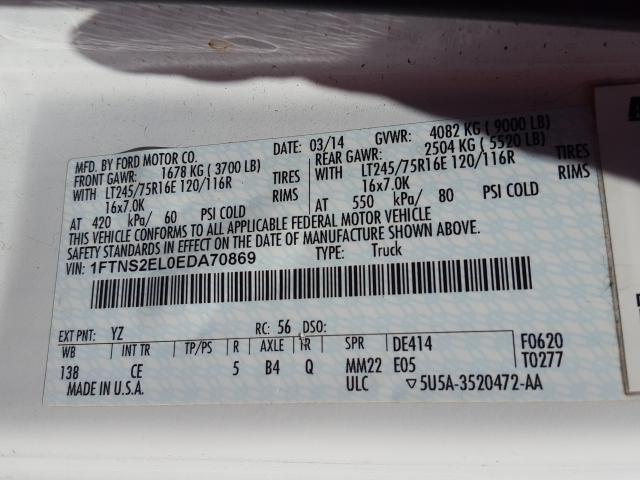 MFD. BY FORD MOTOR CO.
DATE: 03/14 GVWR: 4082 KG ( 9000 LB)
FRONT GAWR: 1678 KG ( 3700 LB) REAR GAWR: 2504 KG ( 5520 LB)
WITH LT245/75R16E 120/116R TIRES WITH LT245/75R16E 120/116R TIRES
16x7.0K RIMS 16x7.0K RIMS
AT 420 kPa/ 60 PSI COLD AT 550 kPa/ 80 PSI COLD
THIS VEHICLE CONFORMS TO ALL APPLICABLE FEDERAL MOTOR VEHICLE
SAFETY STANDARDS IN EFFECT ON THE DATE OF MANUFACTURE SHOWN ABOVE.
VIN: 1FTNS2EL0EDA70869 TYPE: Truck
EXT PNT: YZ RC: 56 DSO:
WB INT TR TP/PS R AXLE TR SPR DE414 F0620
138 CE 5 B4 Q MM22 E05 T0277
MADE IN U.S.A. ULC ▽5U5A-3520472-AA